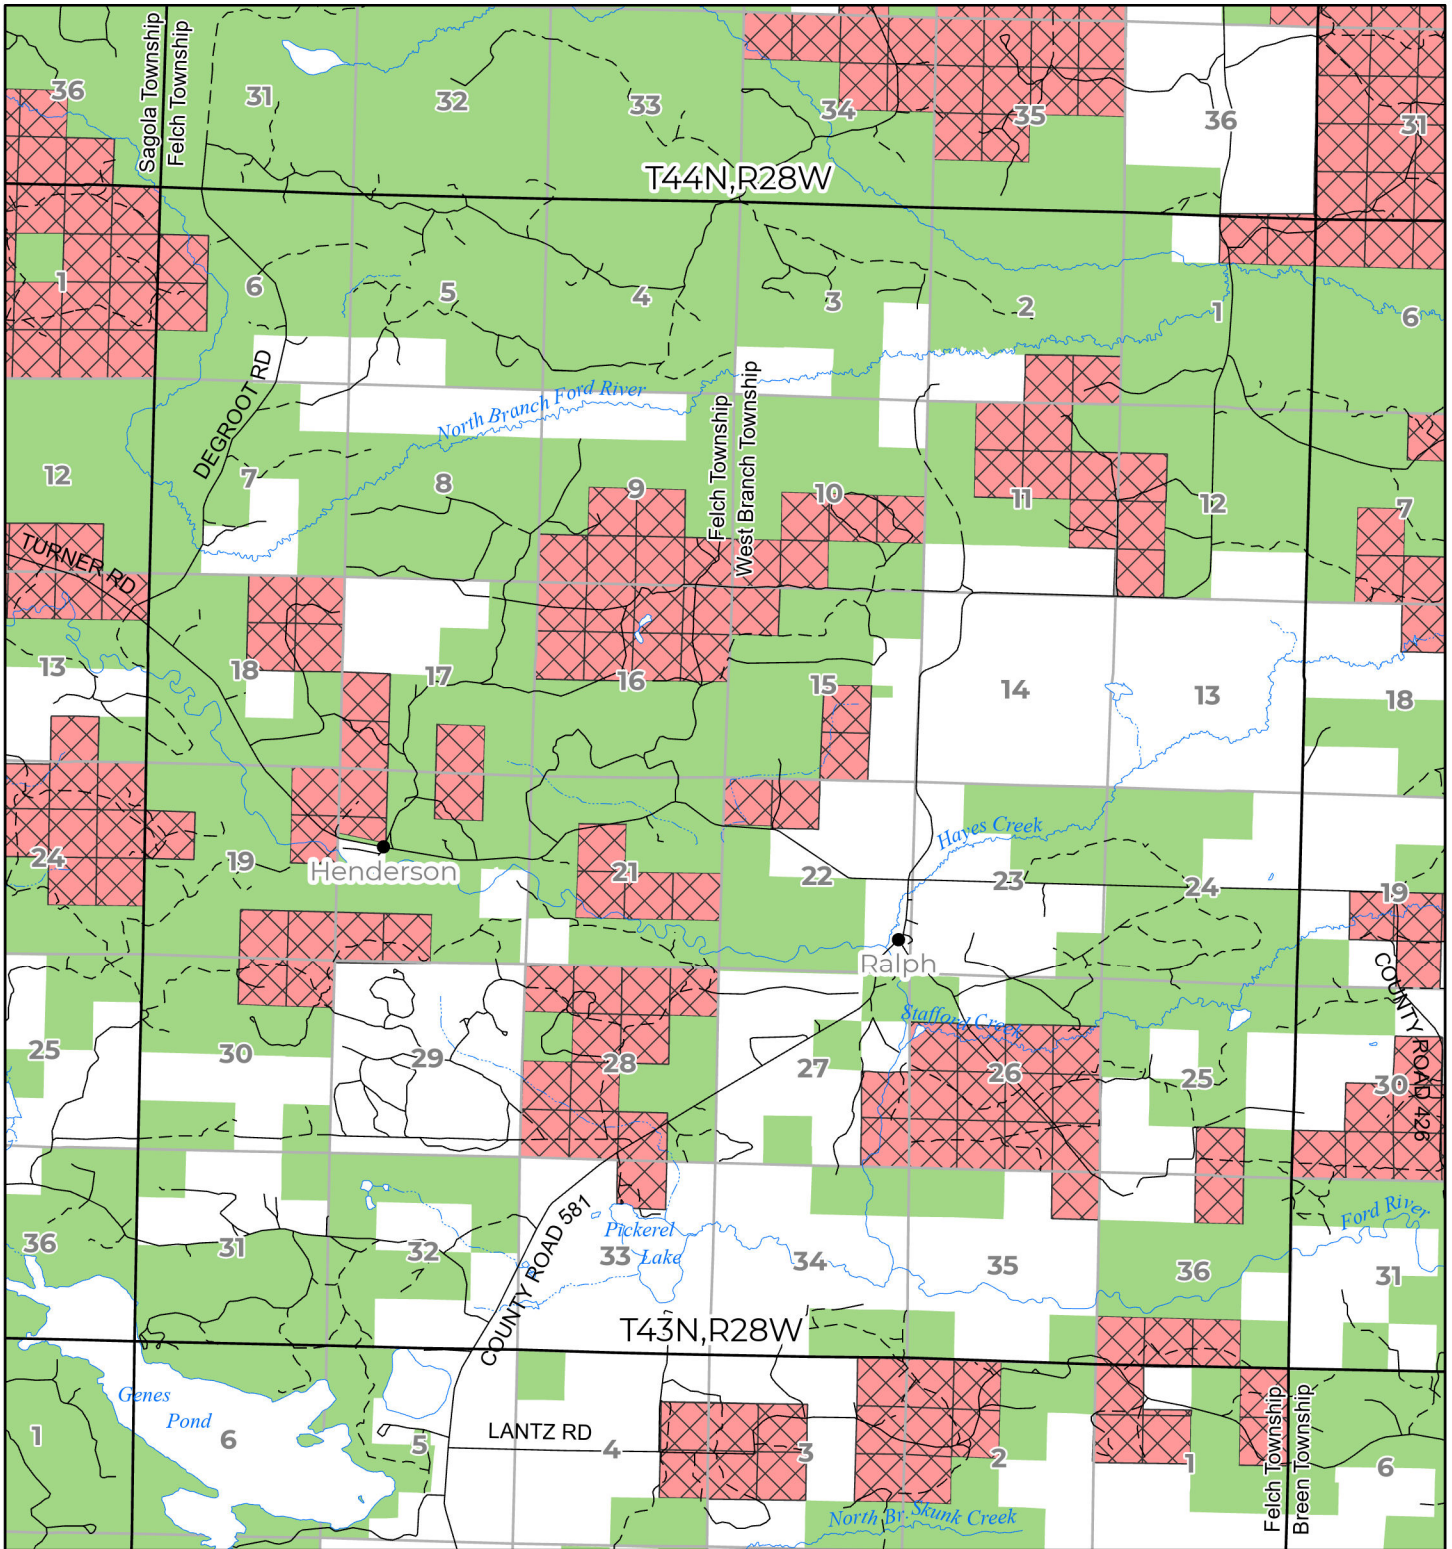 Sagola Township
Felch Township
36
31
32
33
34
35
36
31
T44N,R28W
1
6
5
4
3
2
1
6
DEGROOT RD
North Branch Ford River
Felch Township
West Branch Township
12
7
8
9
10
11
12
7
TURNER RD
13
18
17
16
15
14
13
18
Hayes Creek
24
19
Henderson
21
22
23
24
19
Ralph
COUNTY ROAD 426
Stafford Creek
25
30
29
28
27
26
25
30
36
31
32
COUNTY ROAD 581
33
Pickerel
Lake
34
35
36
Ford River
31
T43N,R28W
Genes
Pond
1
6
5
LANTZ RD
4
3
2
1
Felch Township
Breen Township
6
North Br. Skunk Creek